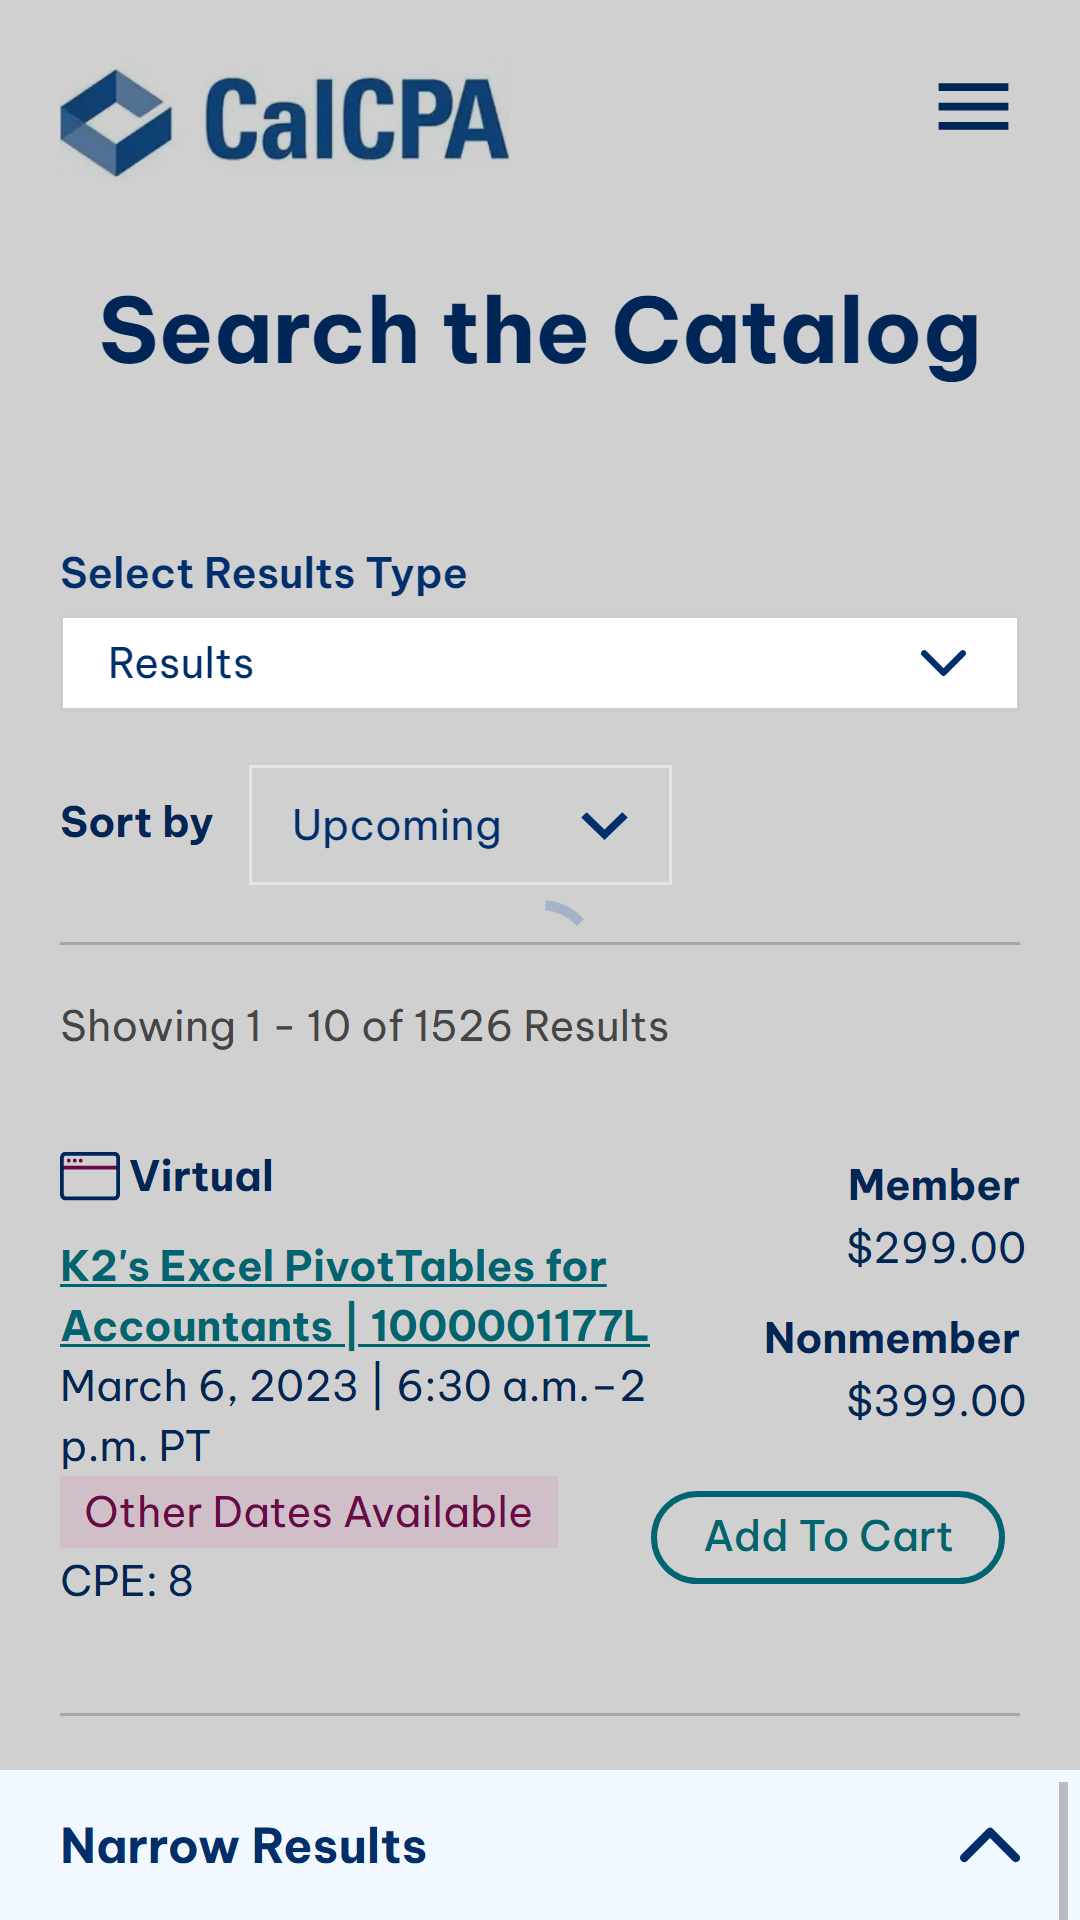 CalCPA
Search the Catalog
Select Results Type
Results
Sort by
Upcoming
Showing 1 - 10 of 1526 Results
Virtual
K2's Excel PivotTables for
Accountants | 1000001177L
March 6, 2023 | 6:30 a.m.–2
p.m. PT
Other Dates Available
CPE: 8
Member
$299.00
Nonmember
$399.00
Add To Cart
Narrow Results